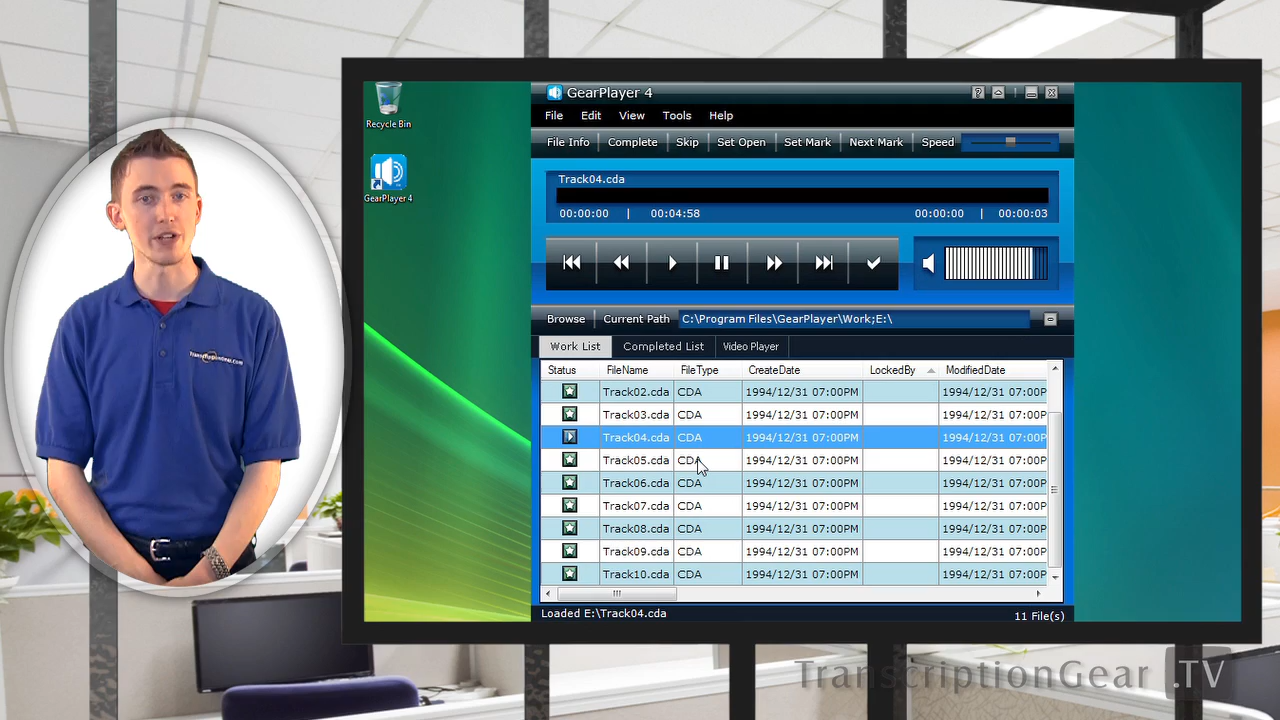 Recycle Bin
GearPlayer 4
GearPlayer 4
File Edit View Tools Help
File Info Complete Skip Set Open Set Mark Next Mark Speed
Track04.cda
00:00:00 | 00:04:58 00:00:00 | 00:00:03
Browse Current Path C:\Program Files\GearPlayer\Work;E:\
Work List Completed List Video Player
Status FileName FileType CreateDate LockedBy ModifiedDate
Track02.cda CDA 1994/12/31 07:00PM 1994/12/31 07:00P
Track03.cda CDA 1994/12/31 07:00PM 1994/12/31 07:00P
Track04.cda CDA 1994/12/31 07:00PM 1994/12/31 07:00P
Track05.cda CDA 1994/12/31 07:00PM 1994/12/31 07:00P
Track06.cda CDA 1994/12/31 07:00PM 1994/12/31 07:00P
Track07.cda CDA 1994/12/31 07:00PM 1994/12/31 07:00P
Track08.cda CDA 1994/12/31 07:00PM 1994/12/31 07:00P
Track09.cda CDA 1994/12/31 07:00PM 1994/12/31 07:00P
Track10.cda CDA 1994/12/31 07:00PM 1994/12/31 07:00P
Loaded E:\Track04.cda 11 File(s)
TranscriptionGear.com
TranscriptionGear.TV